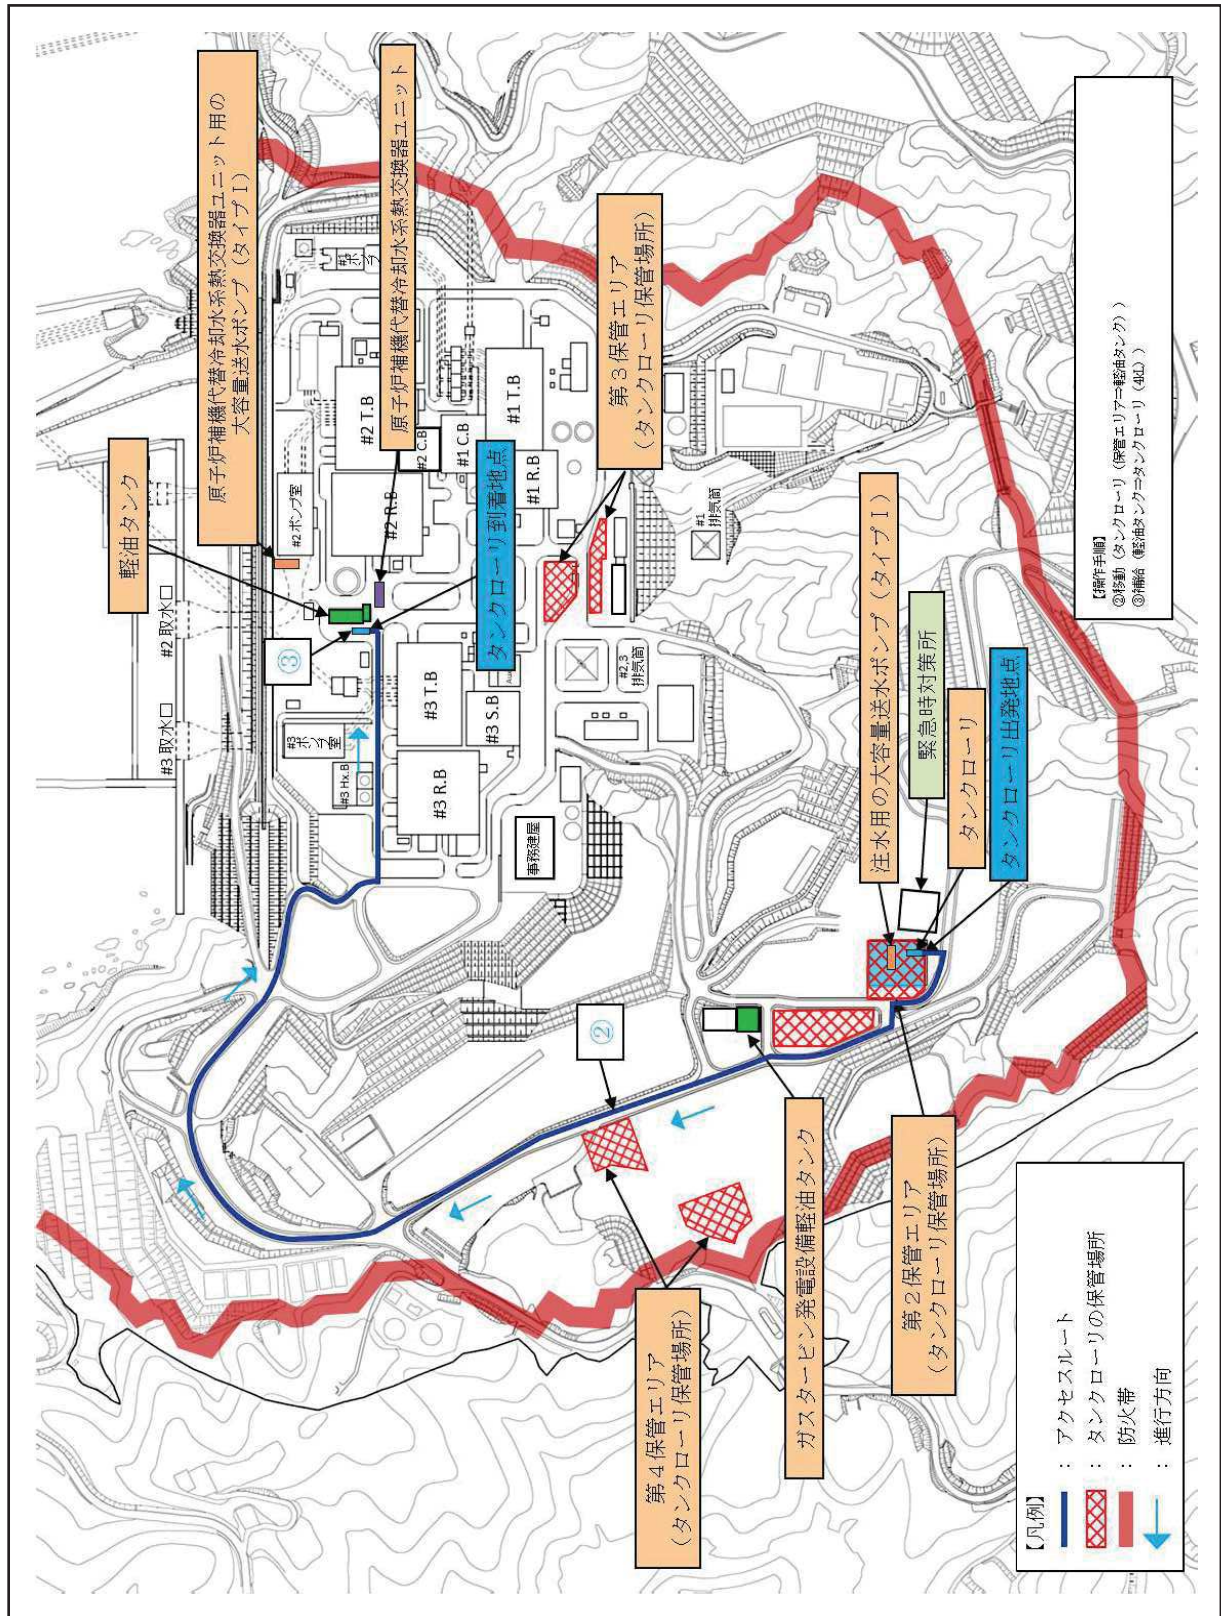 原子炉補機代替冷却水系熱交換器ユニット用の
大容量送水ポンプ(タイプⅠ)
軽油タンク
原子炉補機代替冷却水系熱交換器ユニット
タンクローリ到着地点
第3保管エリア
(タンクローリ保管場所)
#3 取水口
#2 取水口
③
#2 ポンプ室
#1
ポンプ
#3
ポンプ室
#3 Hx.B
#2 T.B
#2 R.B
#2 C.B
#1 C.B
#1 T.B
#1 R.B
#3 T.B
#3 S.B
#3 R.B
事務建屋
#2,3
排気筒
#1
排気筒
②
注水用の大容量送水ポンプ(タイプⅠ)
緊急時対策所
タンクローリ
タンクローリ出発地点
第4保管エリア
(タンクローリ保管場所)
ガスタービン発電設備軽油タンク
第2保管エリア
(タンクローリ保管場所)
【凡例】
: アクセスルート
: タンクローリの保管場所
: 防火帯
: 進行方向
【操作手順】
②移動(タンクローリ(保管エリア⇒軽油タンク))
③補給(軽油タンク⇒タンクローリ(4kL))